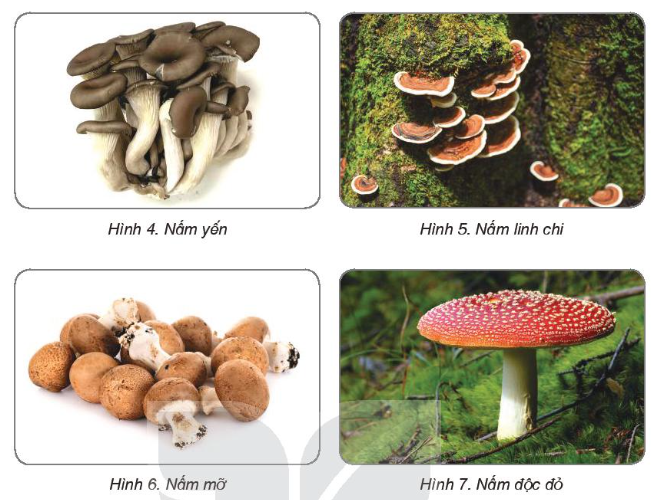 Hình 4. Nấm yến
Hình 5. Nấm linh chi
Hình 6. Nấm mỡ
Hình 7. Nấm độc đỏ